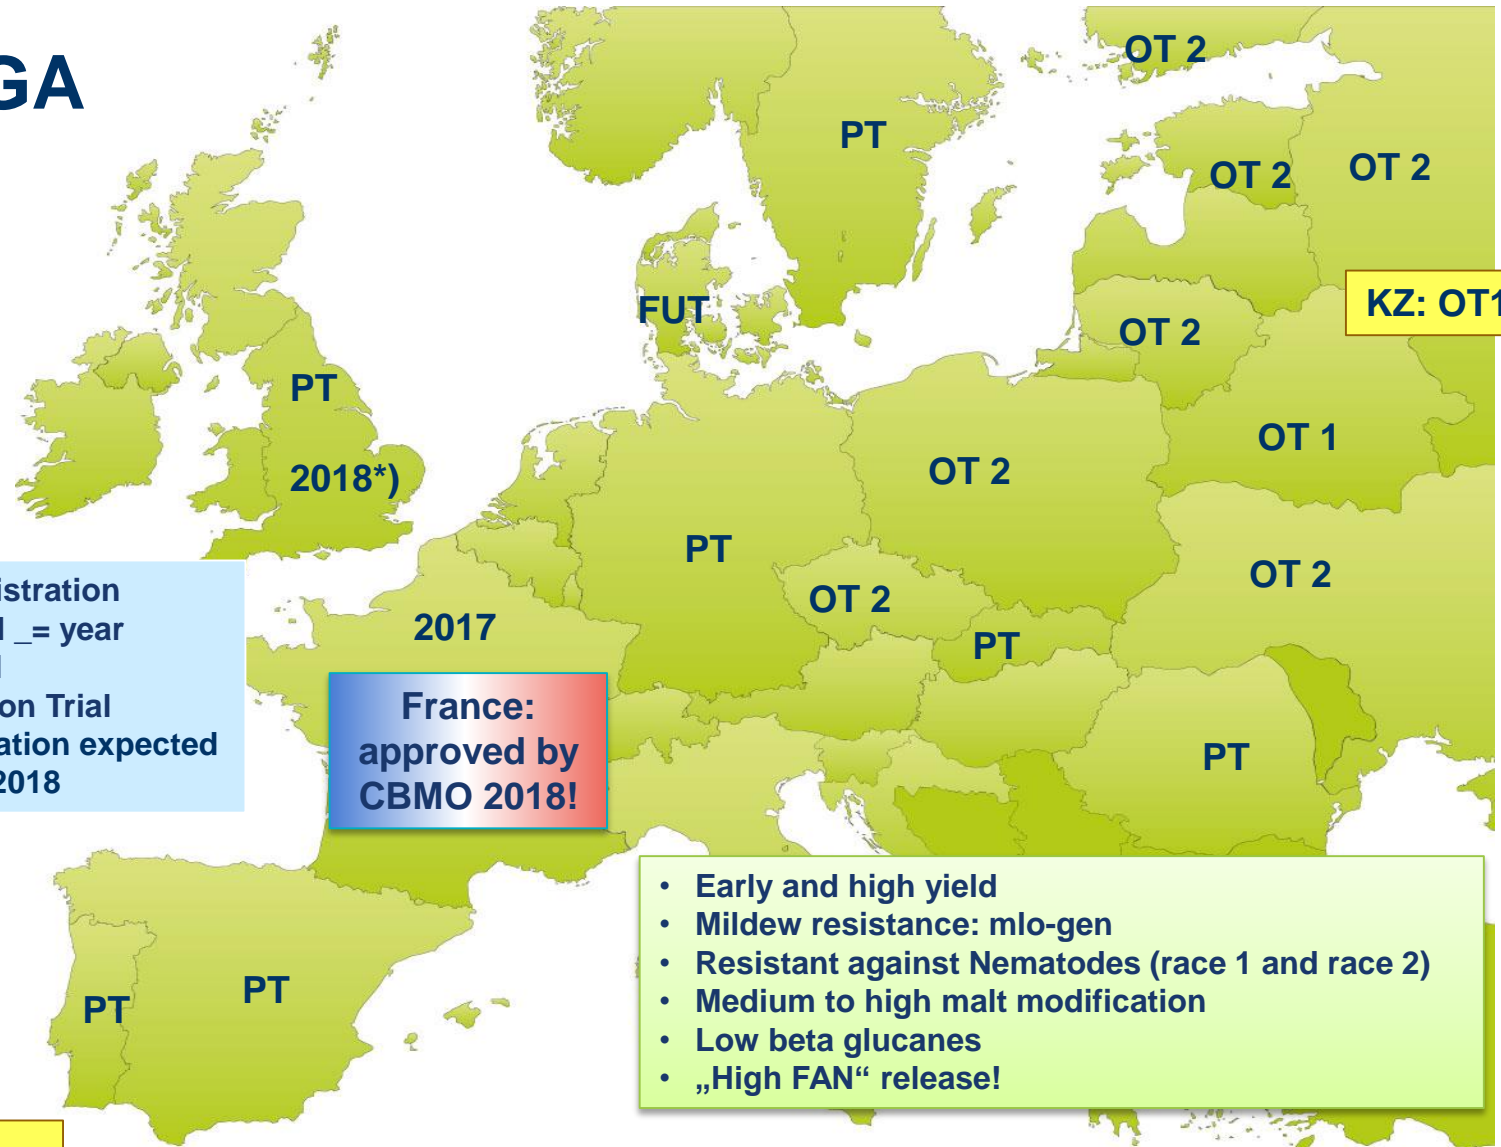 GA
OT 2
PT
OT 2
OT 2
FUT
KZ: OT1
OT 2
PT
2018*)
OT 1
OT 2
PT
OT 2
OT 2
2017
PT
istration
_= year
on Trial
ation expected
2018
France:
approved by
CBMO 2018!
PT
• Early and high yield
• Mildew resistance: mlo-gen
• Resistant against Nematodes (race 1 and race 2)
• Medium to high malt modification
• Low beta glucanes
• „High FAN“ release!
PT
PT